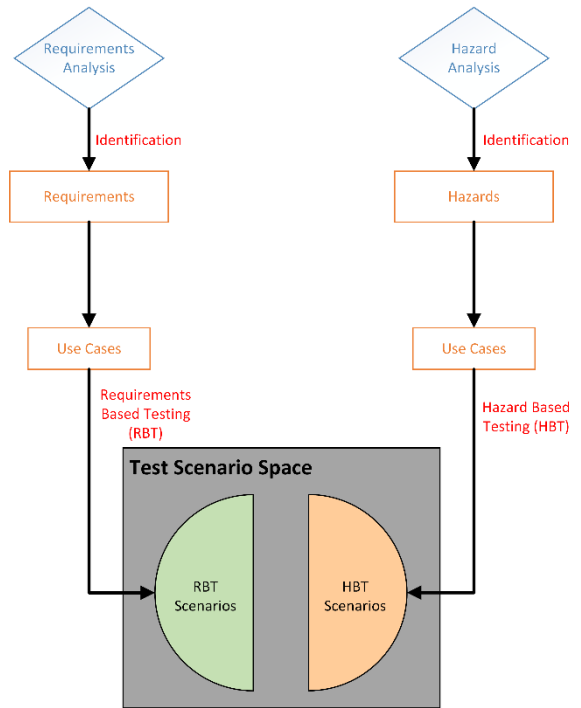 Requirements
Analysis
Hazard
Analysis
Identification
Identification
Requirements
Hazards
Use Cases
Use Cases
Requirements
Based Testing
(RBT)
Hazard Based
Testing (HBT)
Test Scenario Space
RBT
Scenarios
HBT
Scenarios